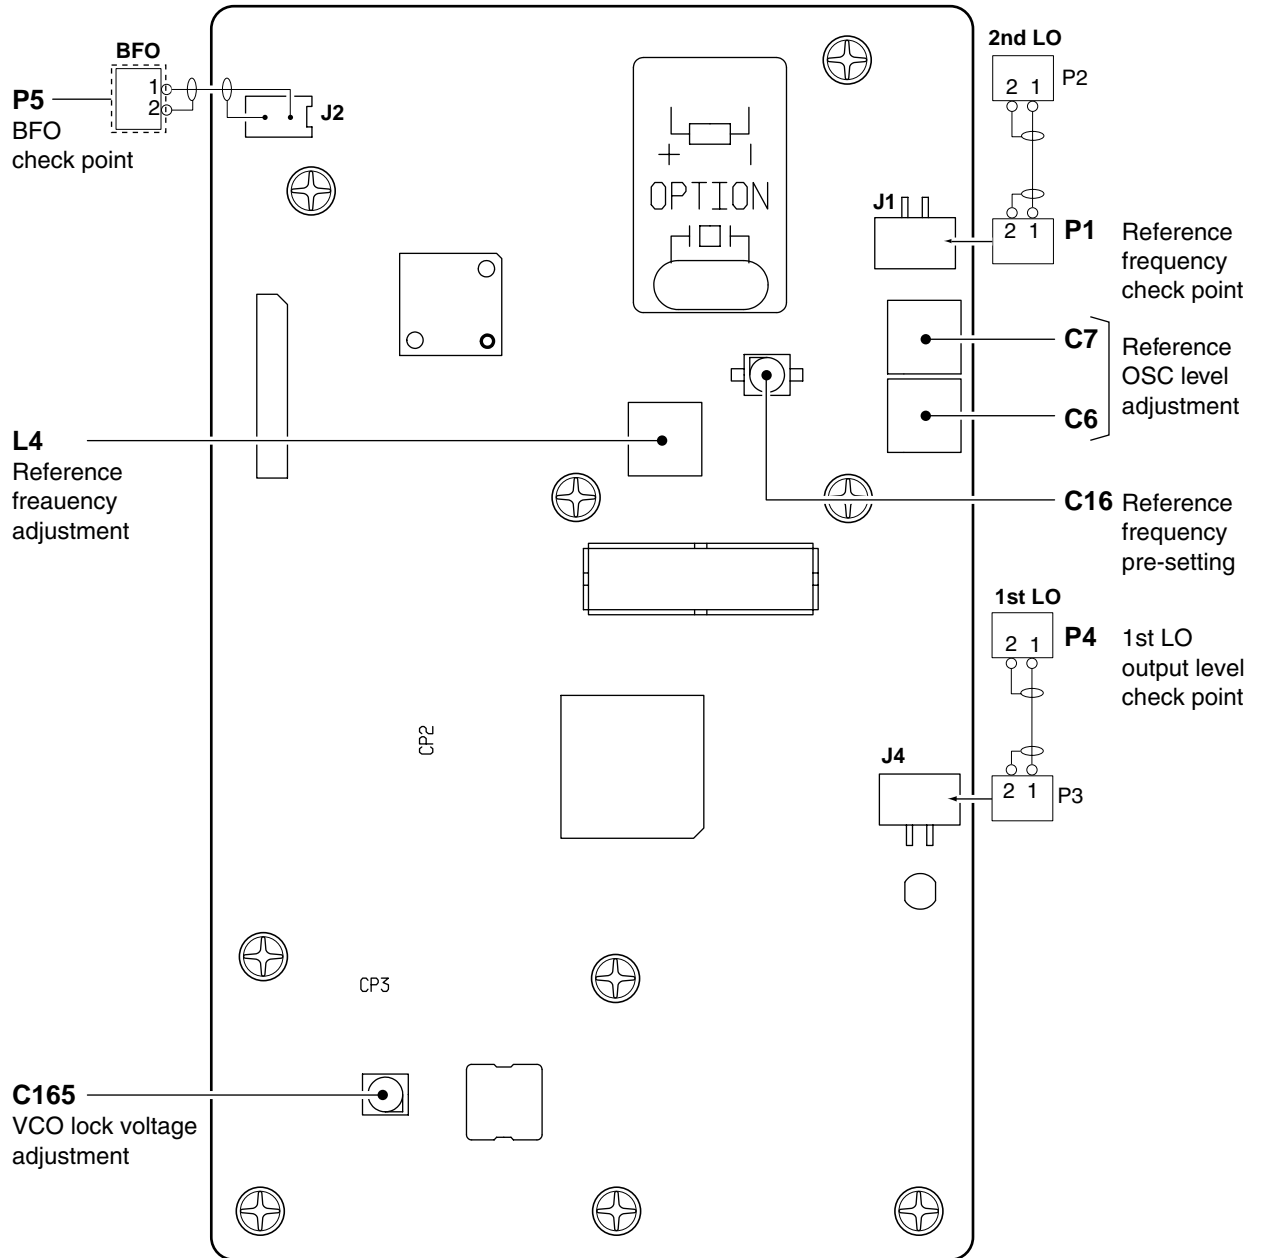 BFO
1
2
P5
BFO
check point
J2
+ −
OPTION
2nd LO
2 1
P2
J1
2 1
P1
Reference
frequency
check point
C7
C6
Reference
OSC level
adjustment
L4
Reference
freauency
adjustment
C16
Reference
frequency
pre-setting
1st LO
2 1
P4
1st LO
output level
check point
CP2
J4
2 1
P3
CP3
C165
VCO lock voltage
adjustment